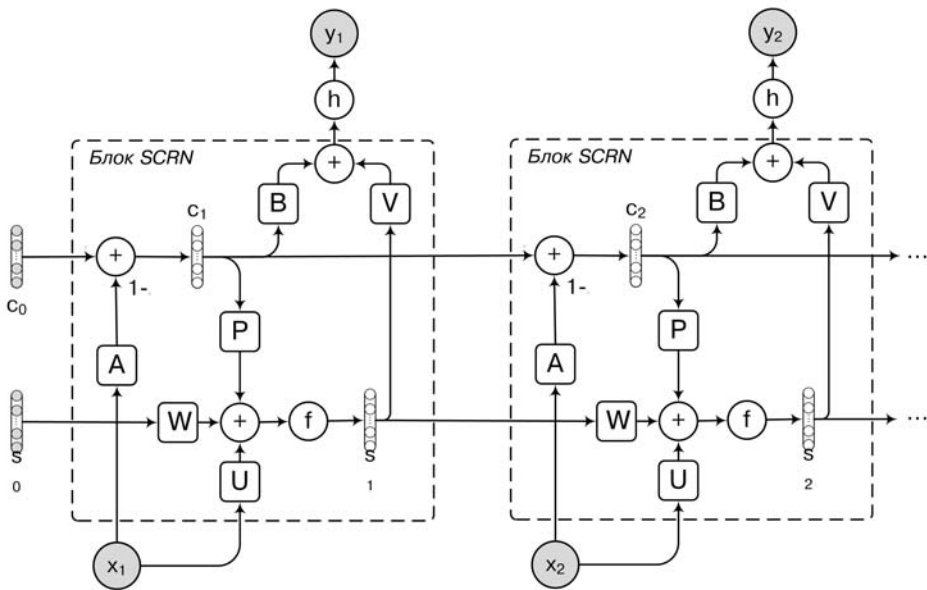 y₁
y₂
h
h
Блок SCRN
+
Блок SCRN
+
B
V
B
V
c₁
c₂
+
+
...
1-.
1-.
c₀
P
P
A
A
W
+
f
W
+
f
...
s
0
U
s
1
U
s
2
x₁
x₂